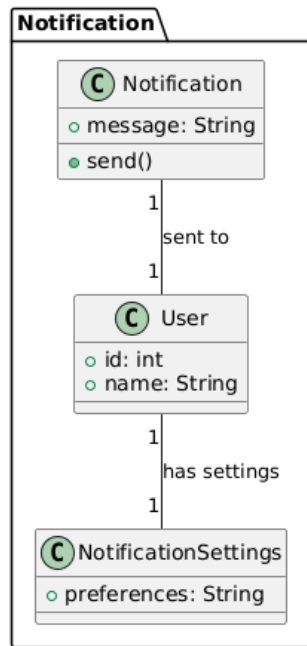 Notification
C Notification
message: String
send()
1
sent to
1
C User
id: int
name: String
1
has settings
1
C NotificationSettings
preferences: String